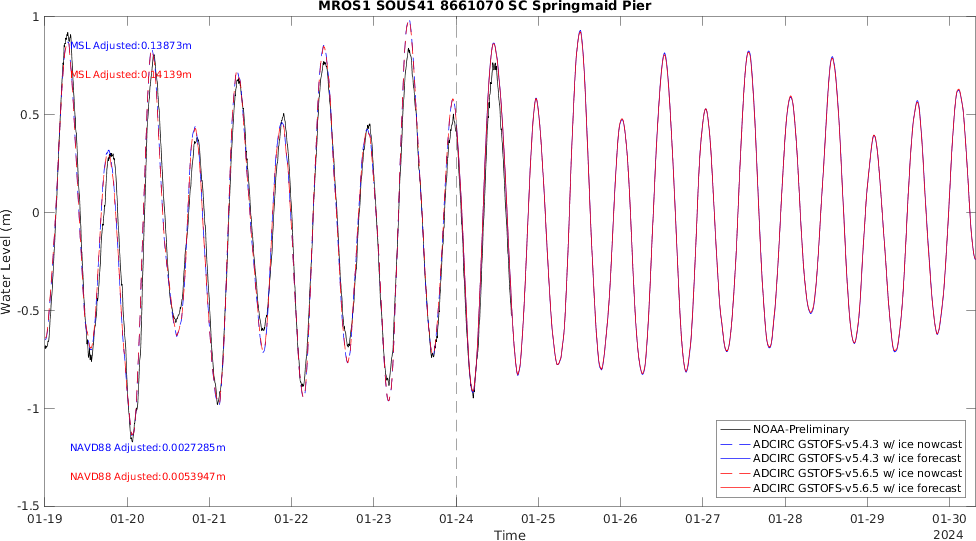 MROS1 SOUS41 8661070 SC Springmaid Pier
1
MSL Adjusted:0.13873m
MSL Adjusted:0.14139m
0.5
0
Water Level (m)
-0.5
-1
NAVD88 Adjusted:0.0027285m
NAVD88 Adjusted:0.0053947m
NOAA-Preliminary
ADCIRC GSTOFS-v5.4.3 w/ ice nowcast
ADCIRC GSTOFS-v5.4.3 w/ ice forecast
ADCIRC GSTOFS-v5.6.5 w/ ice nowcast
ADCIRC GSTOFS-v5.6.5 w/ ice forecast
-1.5
01-19 01-20 01-21 01-22 01-23 01-24 01-25 01-26 01-27 01-28 01-29 01-30
Time
2024